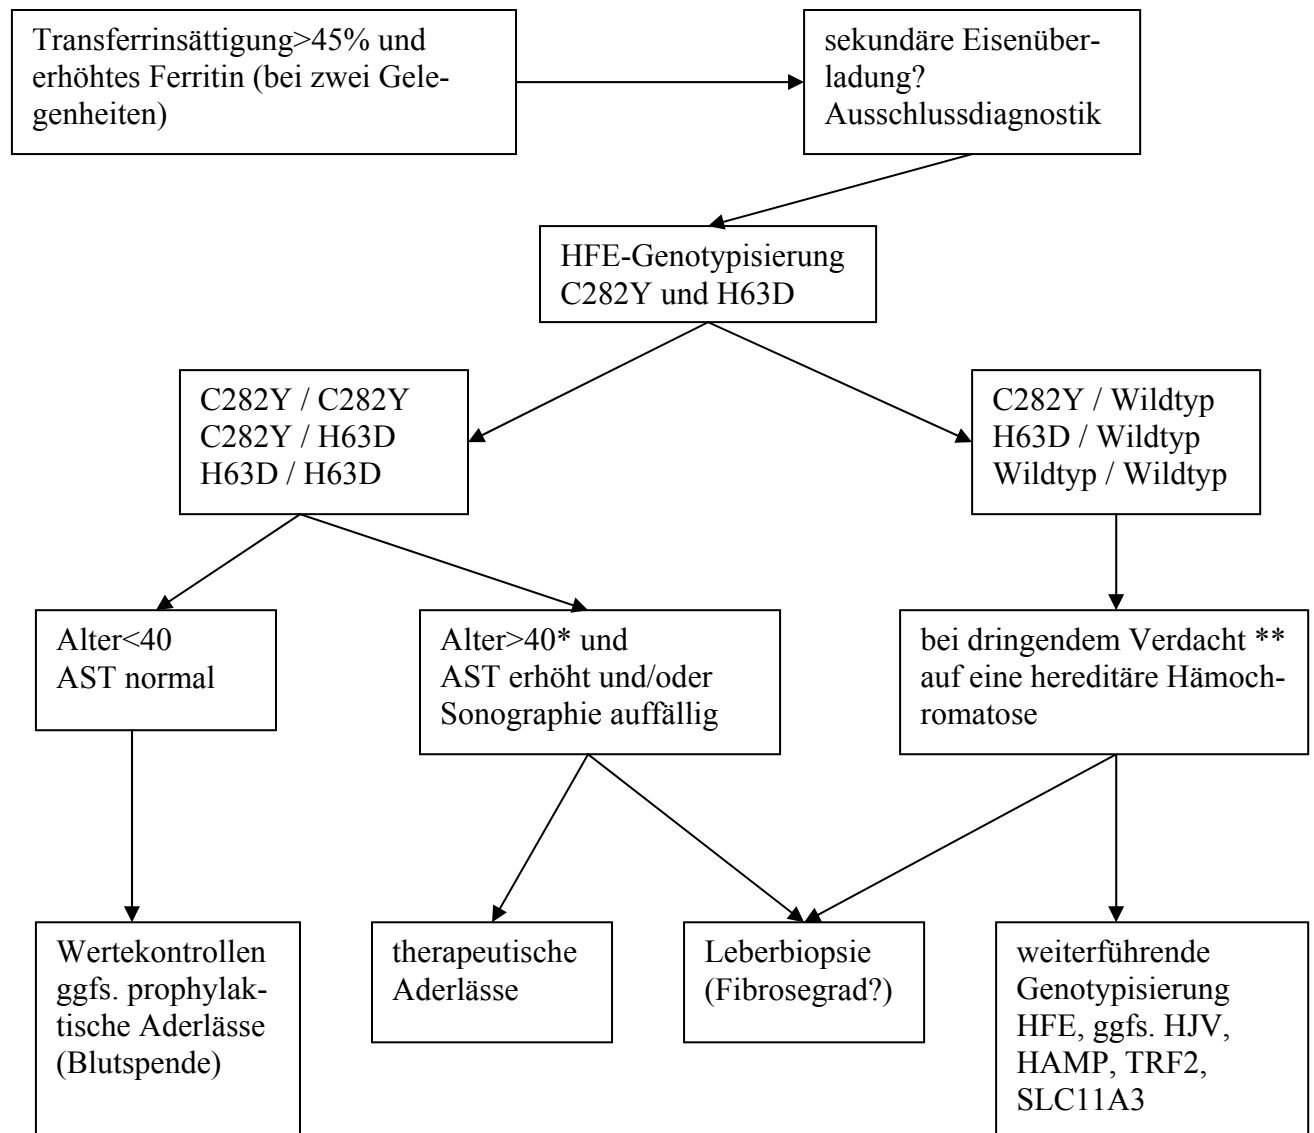 Transferrinsättigung>45% und
erhöhtes Ferritin (bei zwei Gele-
genheiten)
sekundäre Eisenüber-
ladung?
Ausschlussdiagnostik
HFE-Genotypisierung
C282Y und H63D
C282Y / C282Y
C282Y / H63D
H63D / H63D
C282Y / Wildtyp
H63D / Wildtyp
Wildtyp / Wildtyp
Alter<40
AST normal
Alter>40* und
AST erhöht und/oder
Sonographie auffällig
bei dringendem Verdacht **
auf eine hereditäre Hämoch-
romatose
Wertekontrollen
ggfs. prophylak-
tische Aderlässe
(Blutspende)
therapeutische
Aderlässe
Leberbiopsie
(Fibrosegrad?)
weiterführende
Genotypisierung
HFE, ggfs. HJV,
HAMP, TRF2,
SLC11A3